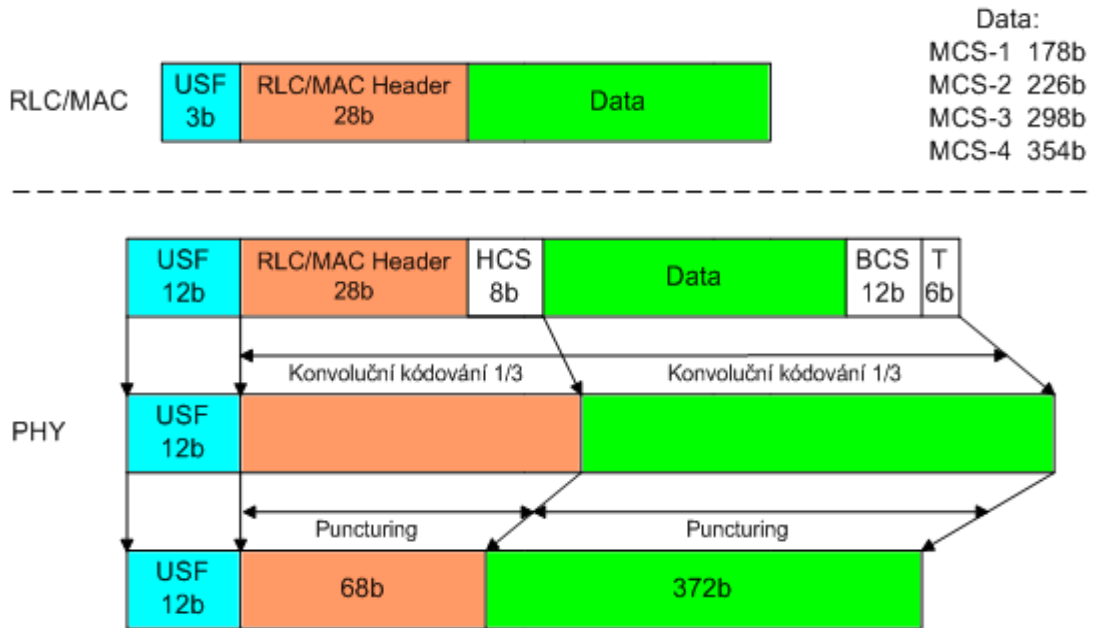 Data:
MCS-1 178b
MCS-2 226b
MCS-3 298b
MCS-4 354b
RLC/MAC
USF
3b
RLC/MAC Header
28b
Data
USF
12b
RLC/MAC Header
28b
HCS
8b
Data
BCS
12b
T
6b
Konvoluční kódování 1/3
Konvoluční kódování 1/3
PHY
USF
12b
Puncturing
Puncturing
USF
12b
68b
372b